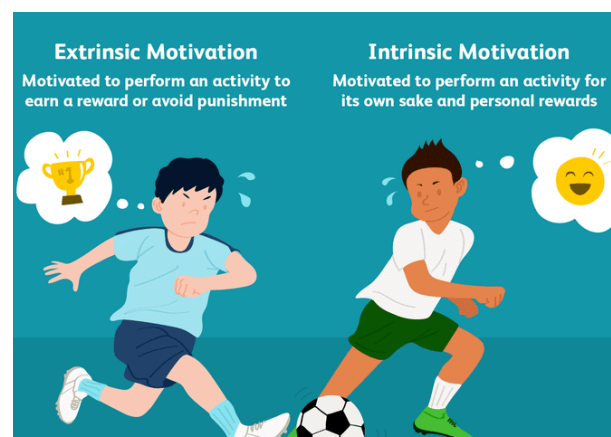 Extrinsic Motivation
Motivated to perform an activity to
earn a reward or avoid punishment
Intrinsic Motivation
Motivated to perform an activity for
its own sake and personal rewards
#1